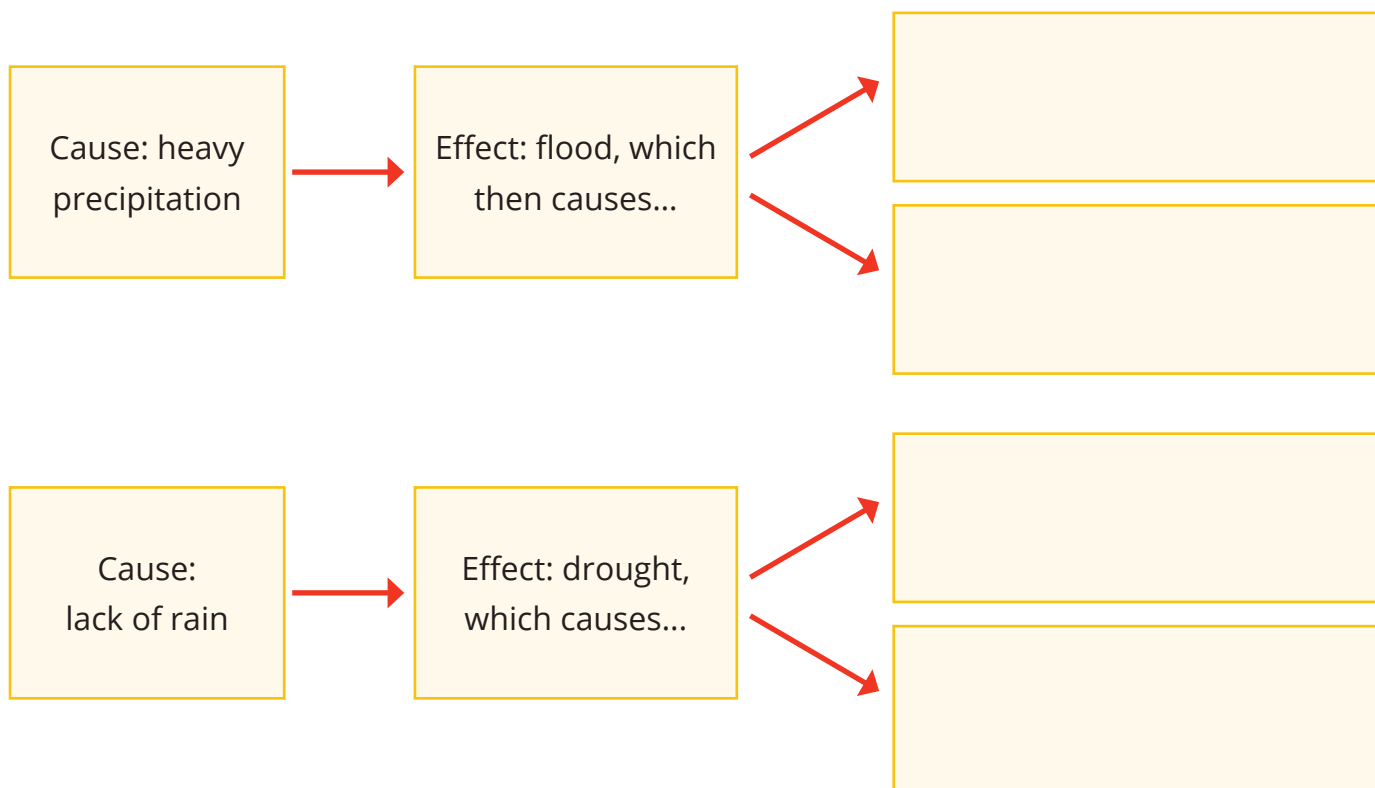 Cause: heavy
precipitation
Effect: flood, which
then causes...
Cause:
lack of rain
Effect: drought,
which causes...